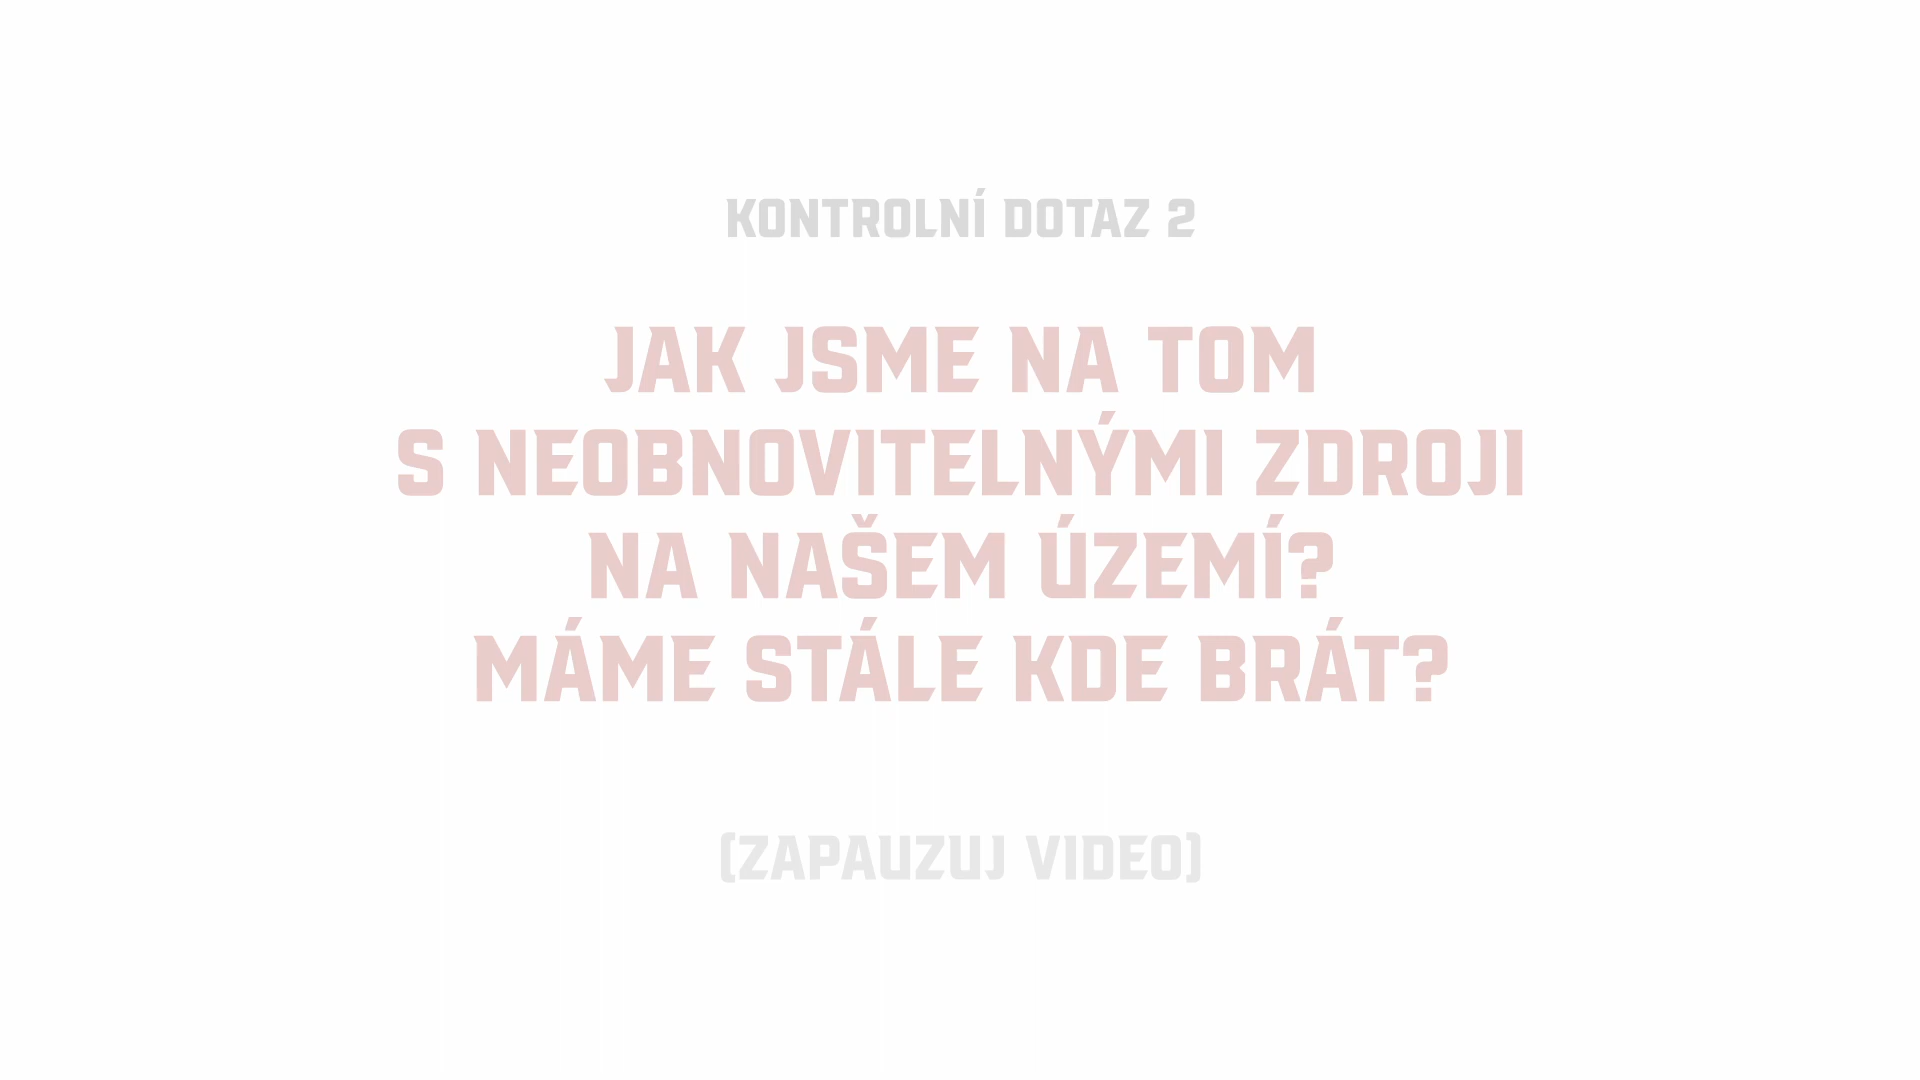 KONTROLNÍ DOTAZ 2
JAK JSME NA TOM
S NEOBNOVITELNÝMI ZDROJI
NA NAŠEM ÚZEMÍ?
MÁME STÁLE KDE BRÁT?
(ZAPAUZUJ VIDEO)